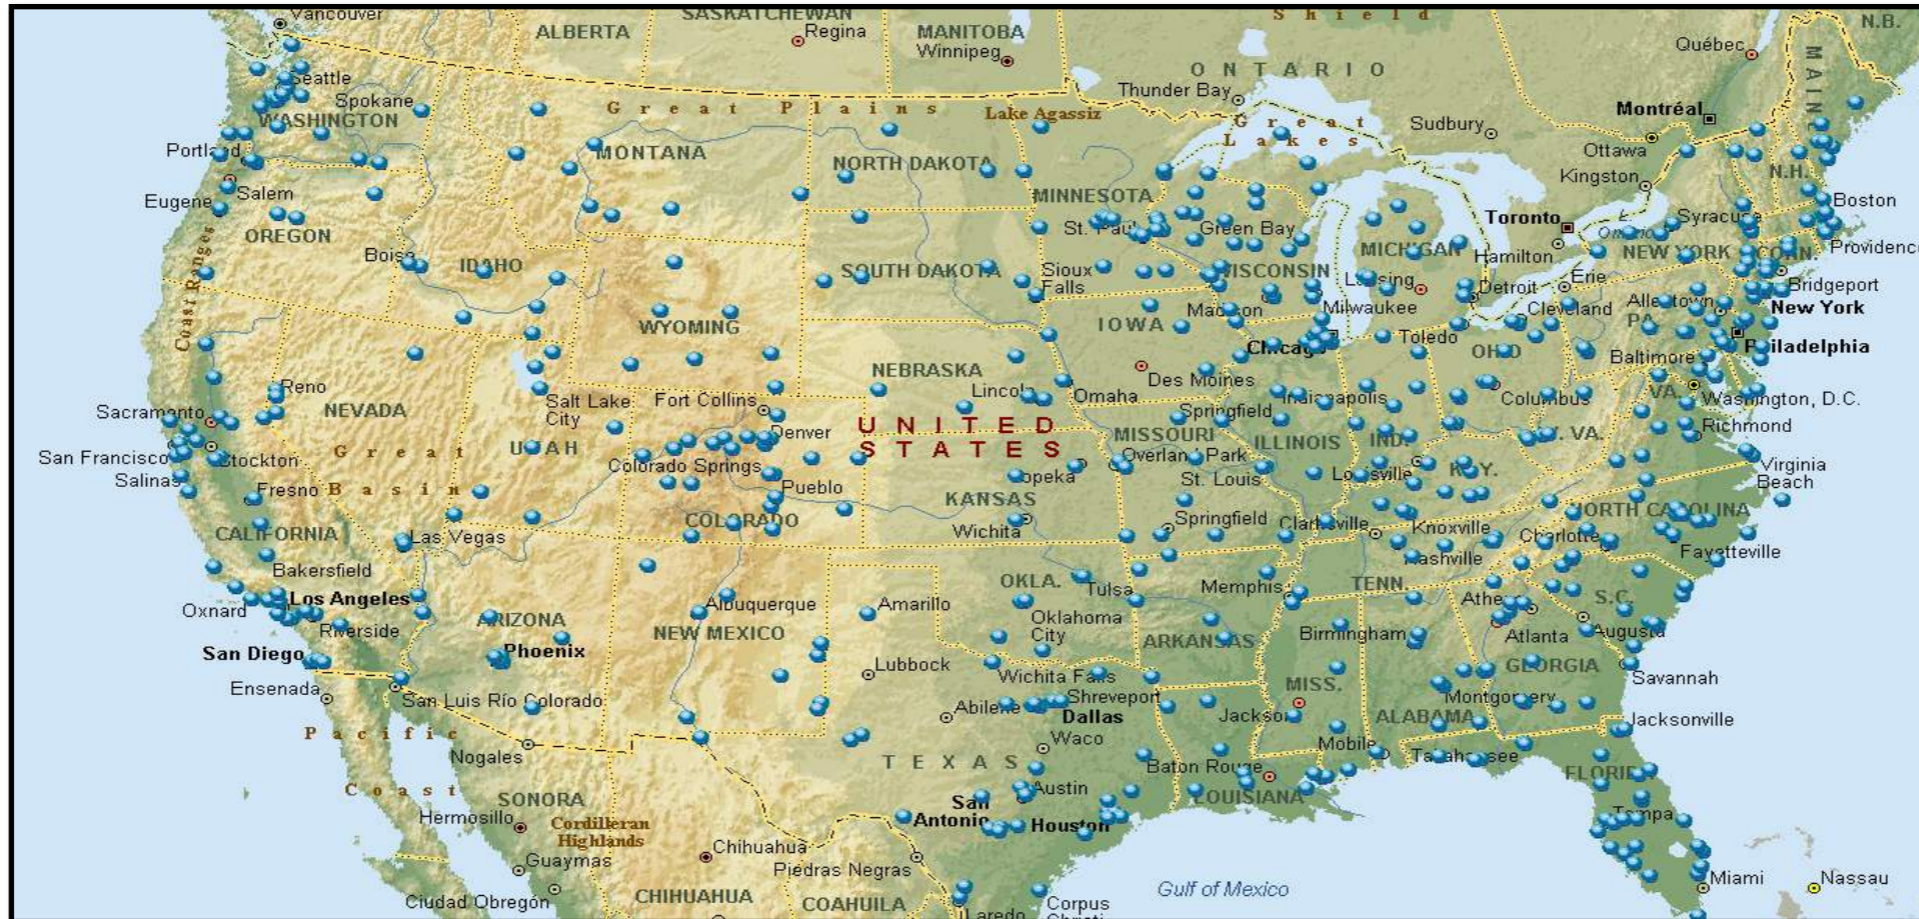 Vancouver
ALBERTA
SASKATCHEWAN
Regina
MANITOBA
Winnipeg
Shield
N.B.
Québec
MAINE
ONTARIO
Thunder Bay
Seattle
Spokane
WASHINGTON
Great Plains
Lake Agassiz
Great
Lakes
Sudbury
Montréal
Ottawa
Kingston
N.H.
Portland
MONTANA
NORTH DAKOTA
MINNESOTA
Salem
Eugene
OREGON
St. Paul
Green Bay
Toronto
Syracuse
Boston
Coast Ranges
Boise
IDAHO
SOUTH DAKOTA
Sioux
Falls
WISCONSIN
MICHIGAN
Hamilton
NEW YORK
CONN.
Providence
Lansing
Detroit
Erie
Bridgeport
WYOMING
IOWA
Madison
Milwaukee
Cleveland
Allentown
PA.
New York
Chicago
Toledo
OHIO
Baltimore
Philadelphia
Reno
NEVADA
Salt Lake
City
Fort Collins
NEBRASKA
Lincoln
Omaha
Des Moines
Indianapolis
Columbus
VA.
Washington, D.C.
Sacramento
UNITED
STATES
Springfield
MISSOURI
ILLINOIS
IND.
W. VA.
Richmond
San Francisco
Stockton
Great
Basin
UTAH
Denver
Colorado Springs
Overland Park
St. Louis
Louisville
KY.
Virginia
Beach
Salinas
Fresno
Pueblo
Topeka
KANSAS
COLORADO
Wichita
Springfield
Clarksville
Knoxville
NORTH CAROLINA
CALIFORNIA
Las Vegas
Nashville
Charlotte
Fayetteville
Bakersfield
OKLA.
Tulsa
Memphis
TENN
Oxnard
Los Angeles
Riverside
ARIZONA
Albuquerque
NEW MEXICO
Amarillo
Oklahoma
City
ARKANSAS
Birmingham
Athens
Atlanta
S.C.
Augusta
San Diego
Phoenix
Lubbock
Wichita Falls
GEORGIA
Ensenada
San Luis Río Colorado
Abilene
Shreveport
Dallas
MISS.
Jackson
Montgomery
ALABAMA
Savannah
Pacific
Coast
Nogales
Waco
TEXAS
Baton Rouge
Mobile
Tallahassee
Jacksonville
FLORIDA
SONORA
Hermosillo
Cordilleran
Highlands
San
Antonio
Austin
Houston
LOUISIANA
Tampa
Guaymas
Chihuahua
Piedras Negras
Gulf of Mexico
Miami
Nassau
Ciudad Obregón
CHIHUAHUA
COAHUILA
Laredo
Corpus
Christi